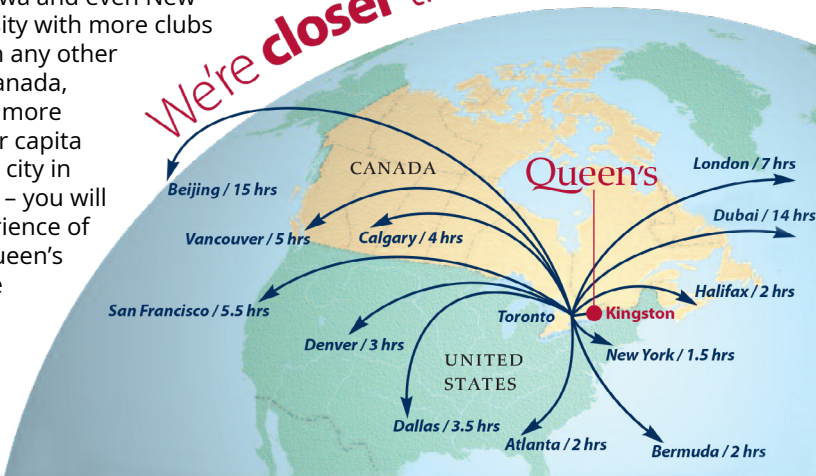 wa and even New
sity with more clubs
any other
anada,
more
r capita
city in
– you will
rience of
ueen's
We're closer
CANADA
Queen's
London / 7 hrs
Beijing / 15 hrs
Dubai / 14 hrs
Vancouver / 5 hrs
Calgary / 4 hrs
San Francisco / 5.5 hrs
Halifax / 2 hrs
Toronto
Kingston
Denver / 3 hrs
New York / 1.5 hrs
UNITED
STATES
Dallas / 3.5 hrs
Atlanta / 2 hrs
Bermuda / 2 hrs